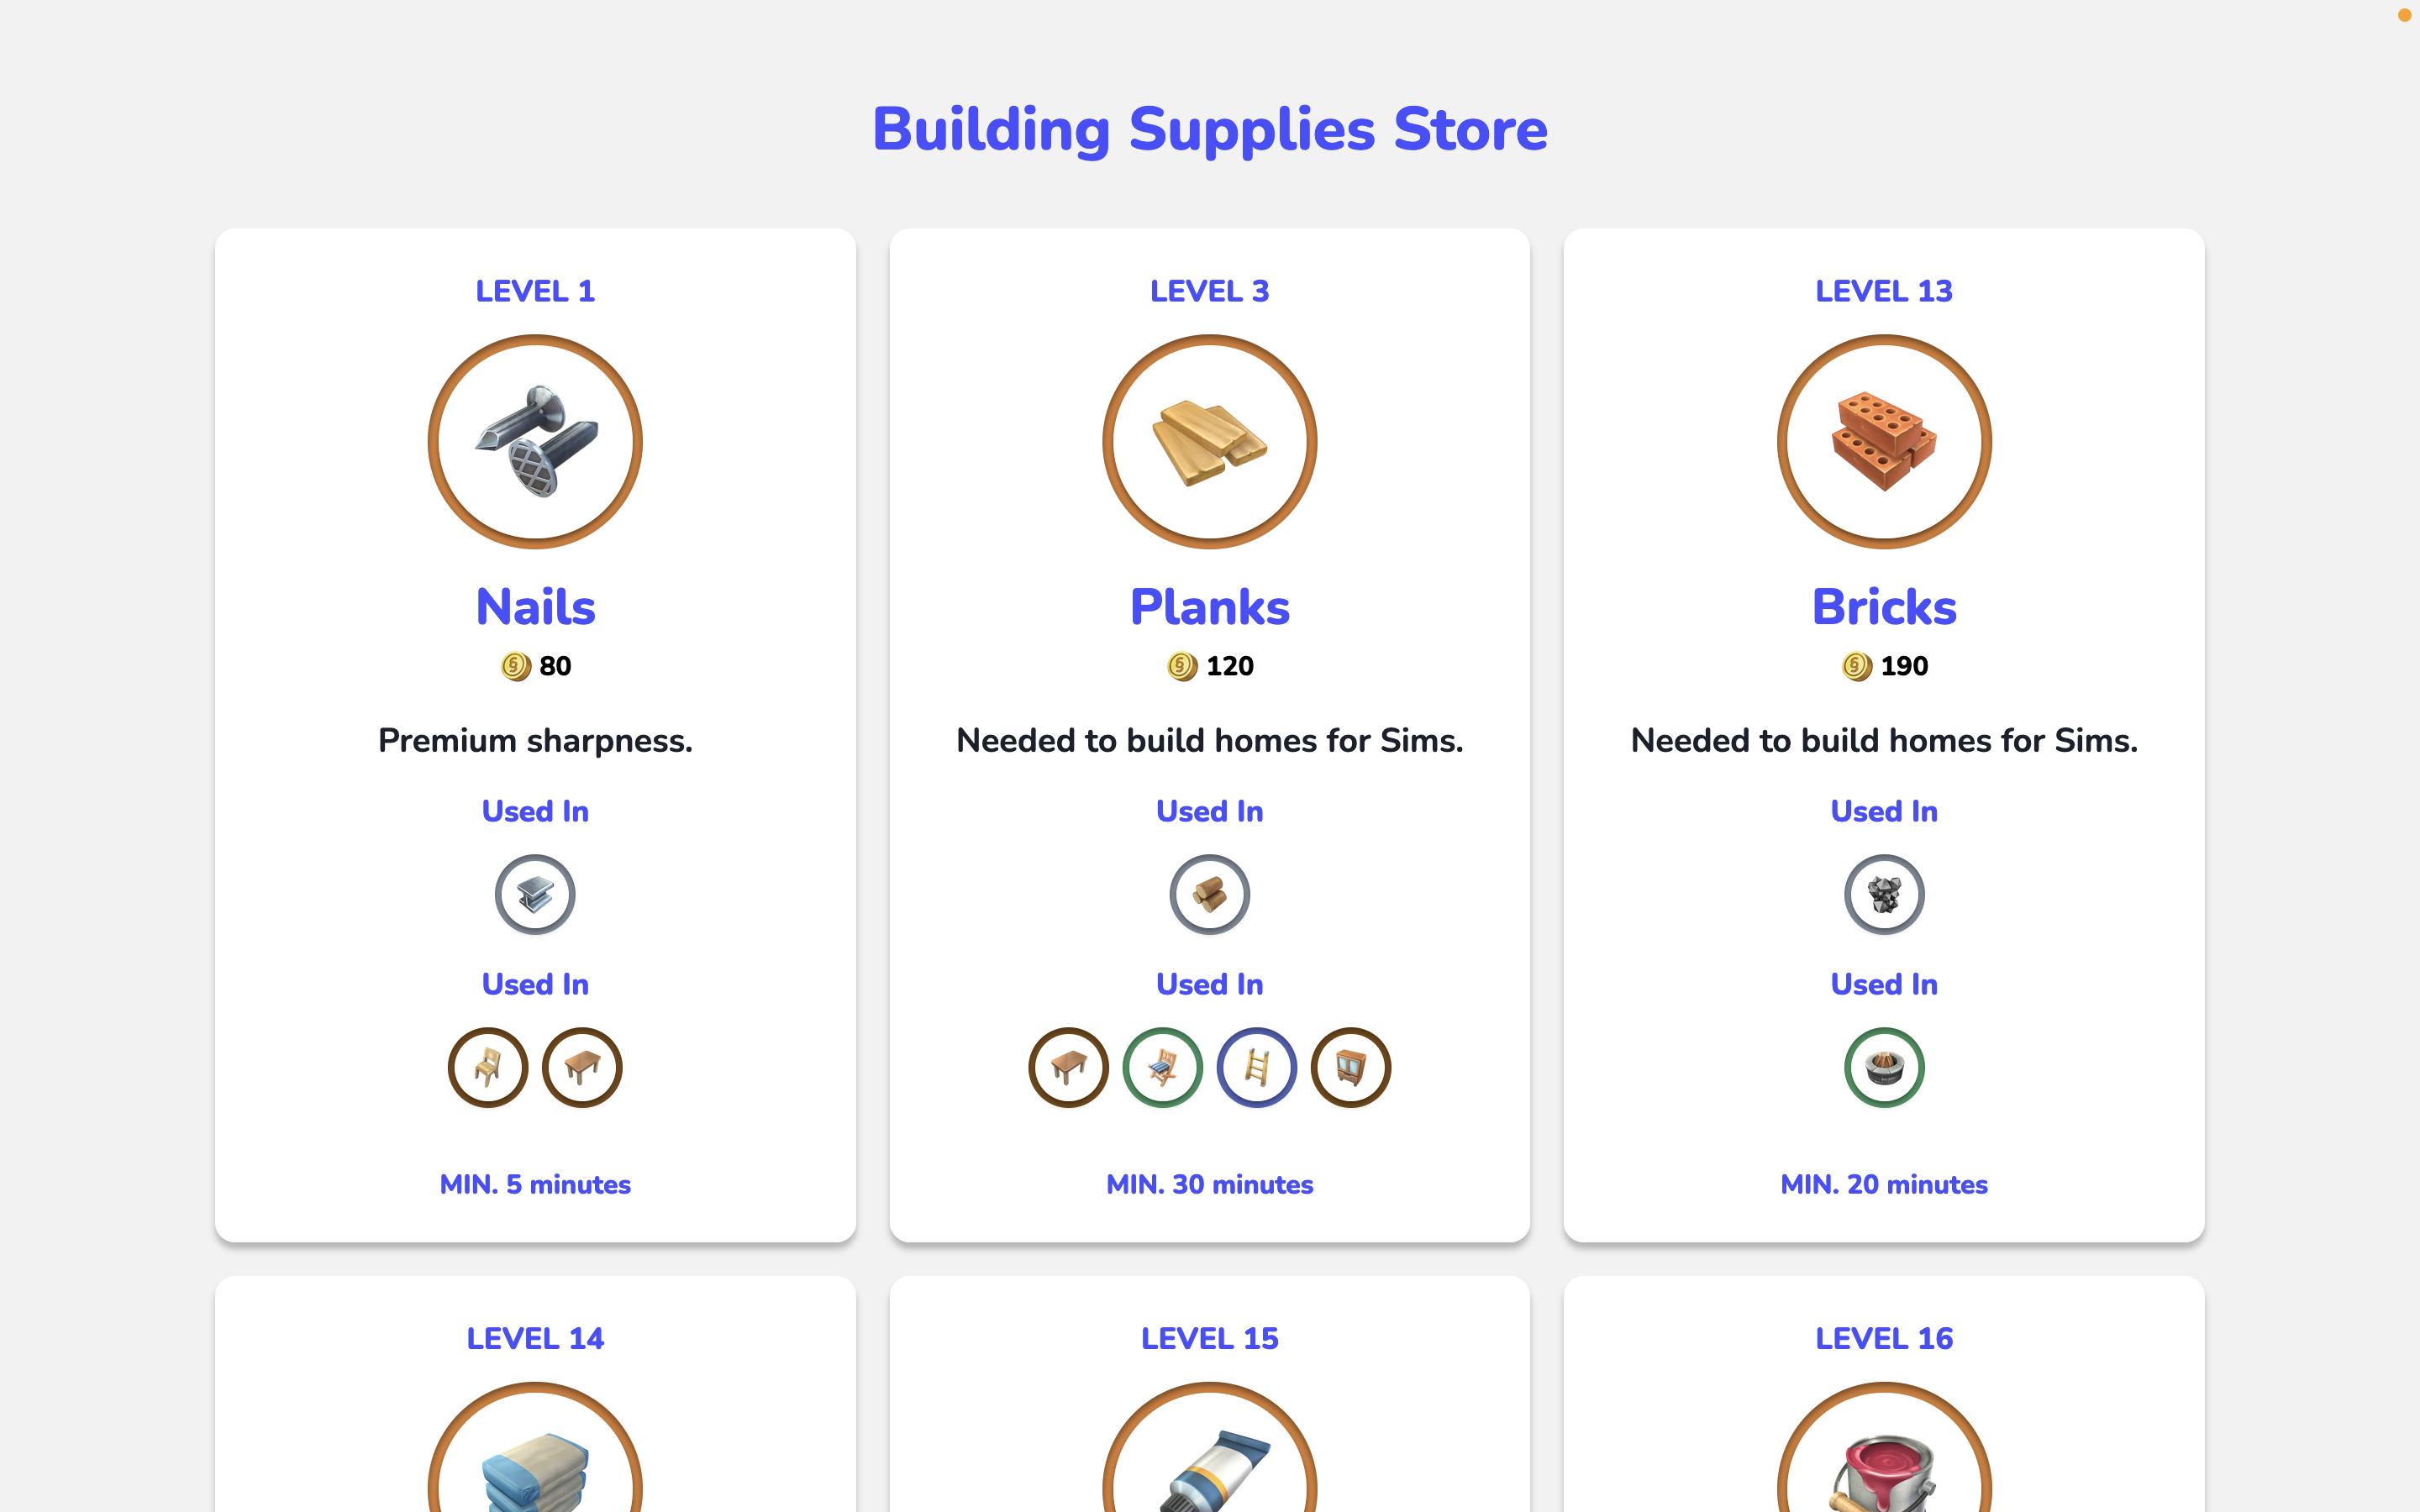 Building Supplies Store
LEVEL 1
Nails
80
Premium sharpness.
Used In
Used In
MIN. 5 minutes
LEVEL 3
Planks
120
Needed to build homes for Sims.
Used In
Used In
MIN. 30 minutes
LEVEL 13
Bricks
190
Needed to build homes for Sims.
Used In
Used In
MIN. 20 minutes
LEVEL 14
LEVEL 15
LEVEL 16